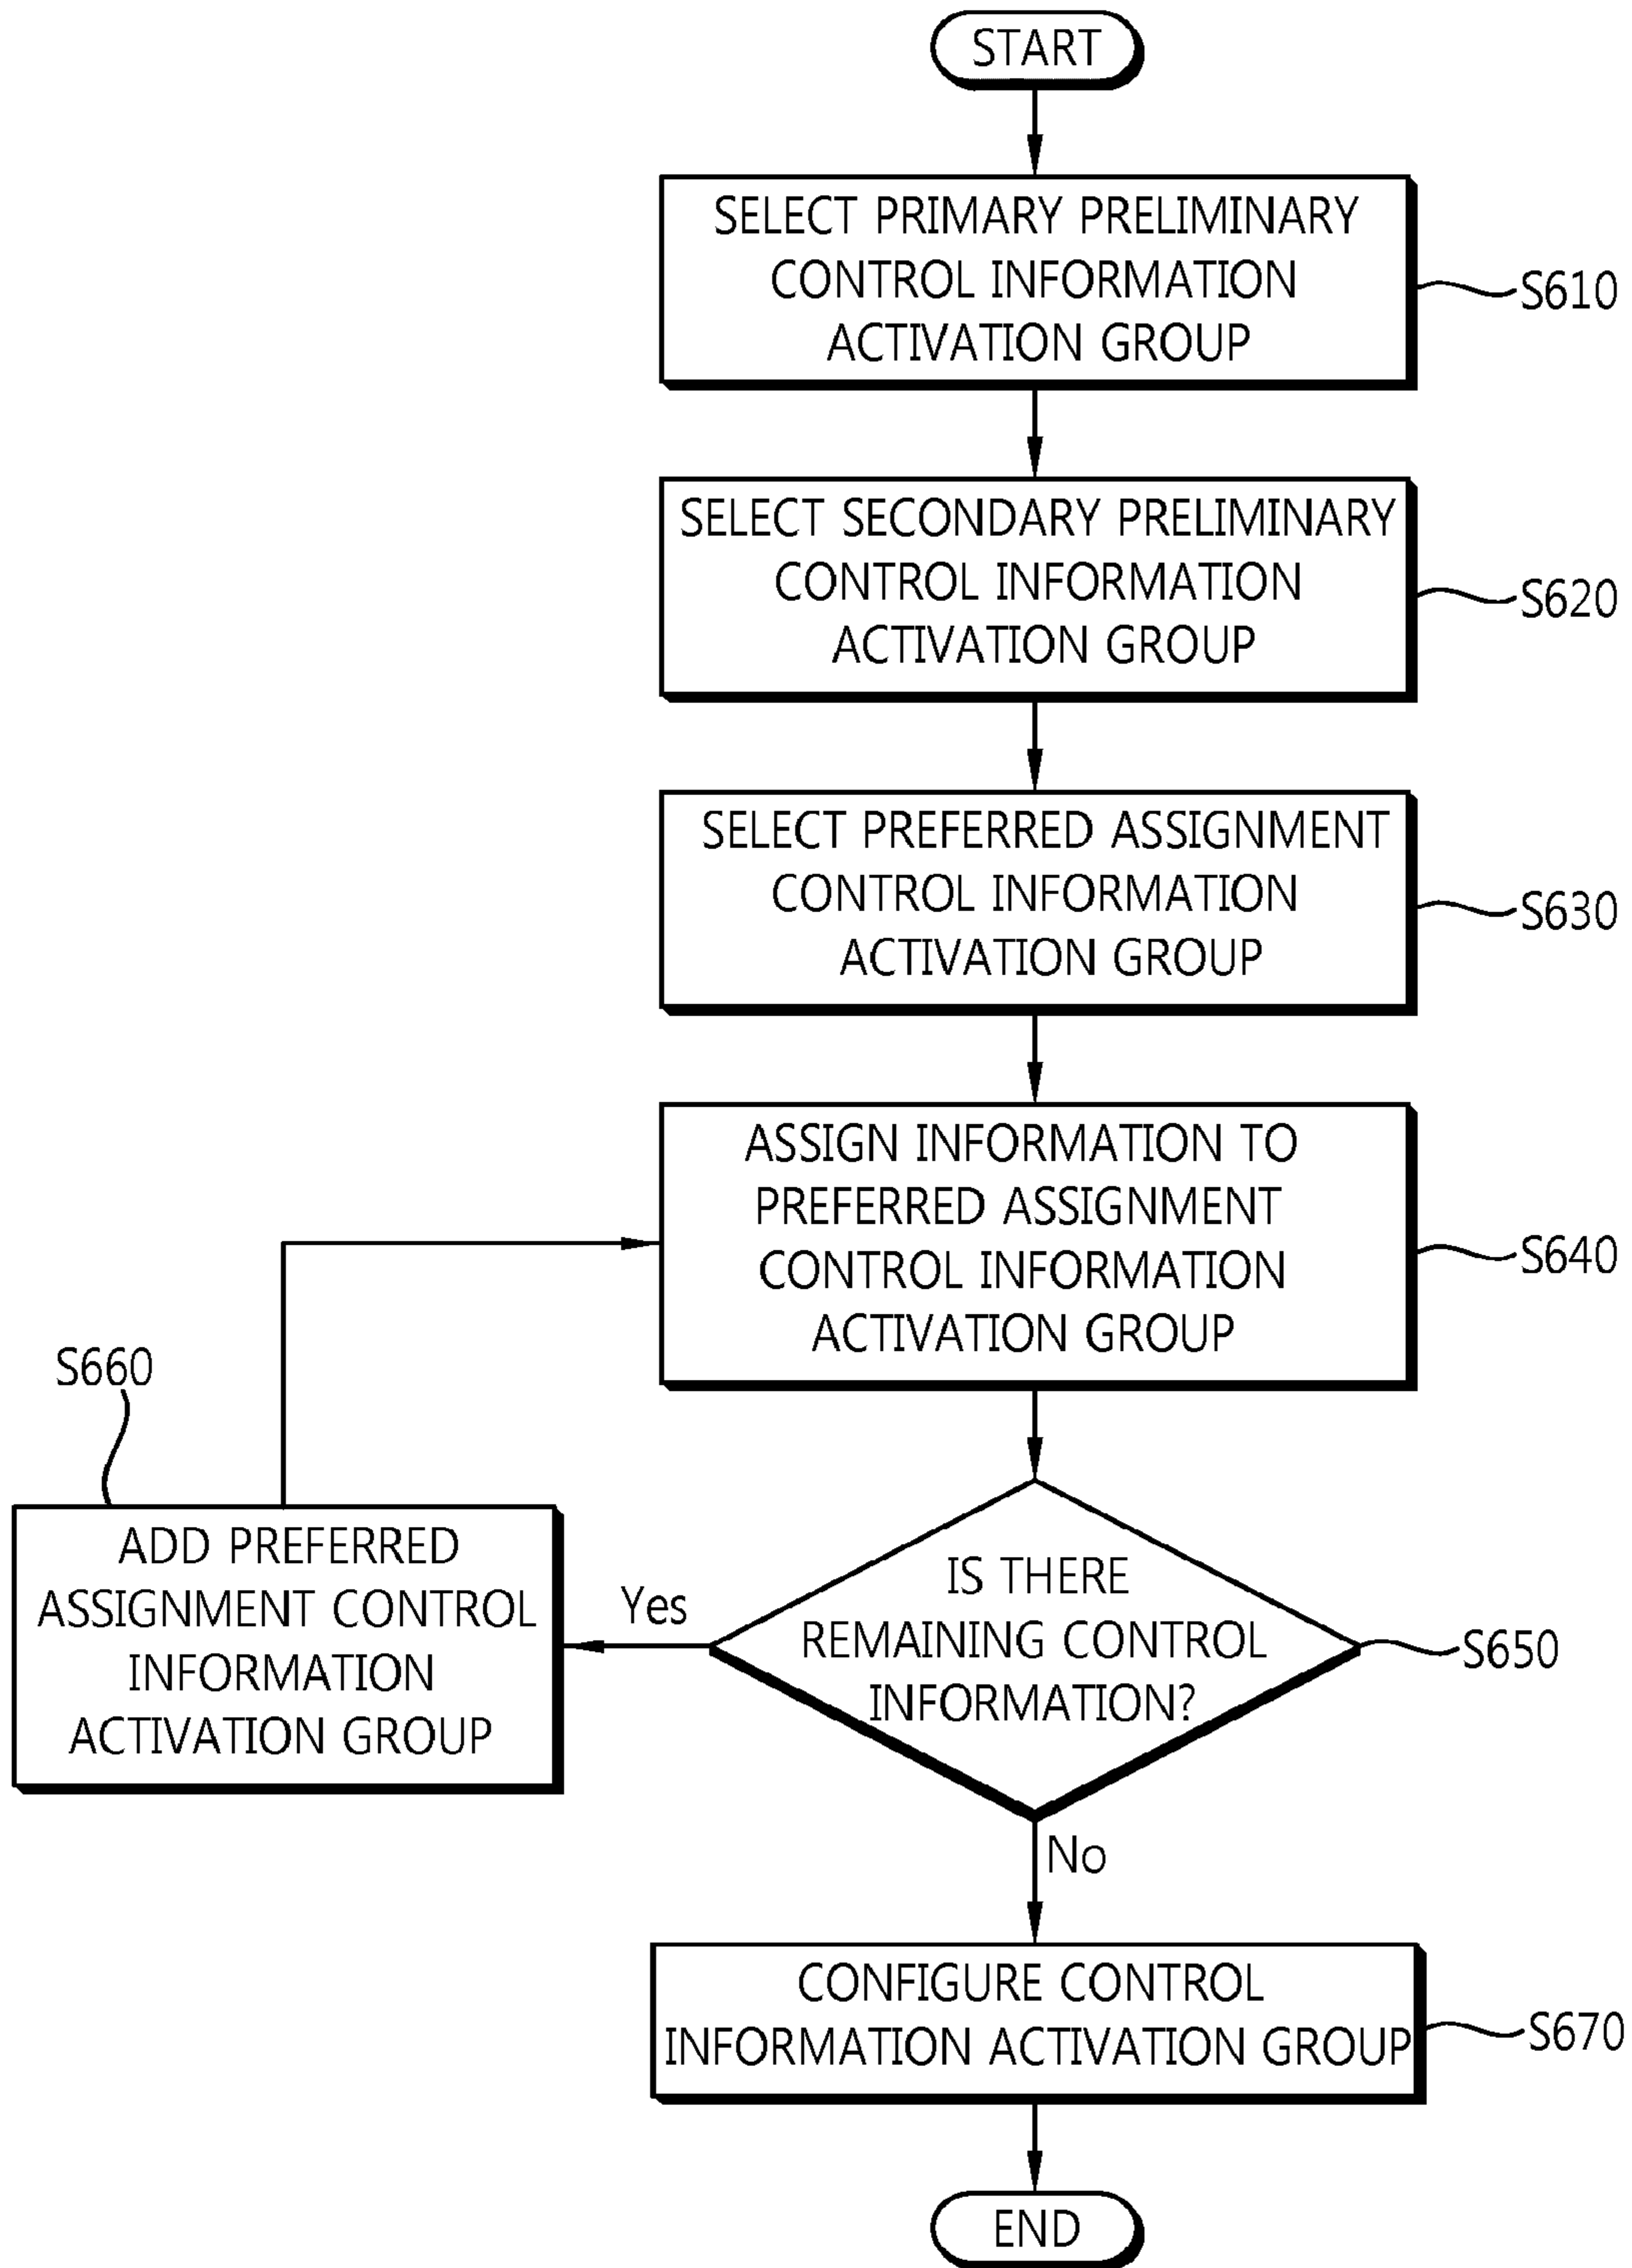 START
SELECT PRIMARY PRELIMINARY
CONTROL INFORMATION
ACTIVATION GROUP
S610
SELECT SECONDARY PRELIMINARY
CONTROL INFORMATION
ACTIVATION GROUP
S620
SELECT PREFERRED ASSIGNMENT
CONTROL INFORMATION
ACTIVATION GROUP
S630
ASSIGN INFORMATION TO
PREFERRED ASSIGNMENT
CONTROL INFORMATION
ACTIVATION GROUP
S640
S660
ADD PREFERRED
ASSIGNMENT CONTROL
INFORMATION
ACTIVATION GROUP
Yes
IS THERE
REMAINING CONTROL
INFORMATION?
S650
No
CONFIGURE CONTROL
INFORMATION ACTIVATION GROUP
S670
END